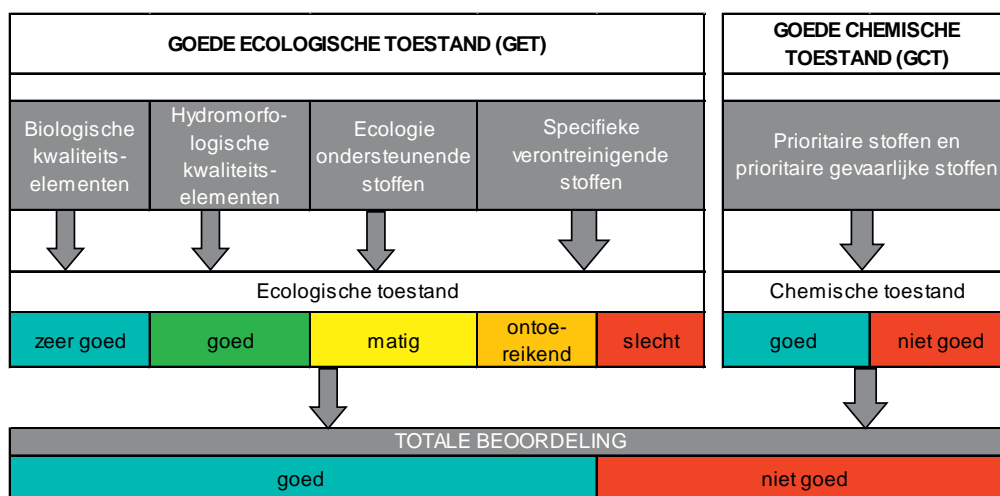 GOEDE ECOLOGISCHE TOESTAND (GET)
GOEDE CHEMISCHE
TOESTAND (GCT)
Biologische
kwaliteits-
elementen
Hydromorfo-
logische
kwaliteits-
elementen
Ecologie
ondersteunende
stoffen
Specifieke
verontreinigende
stoffen
Prioritaire stoffen en
prioritaire gevaarlijke stoffen
Ecologische toestand
Chemische toestand
zeer goed
goed
matig
ontoe-
reikend
slecht
goed
niet goed
TOTALE BEOORDELING
goed
niet goed